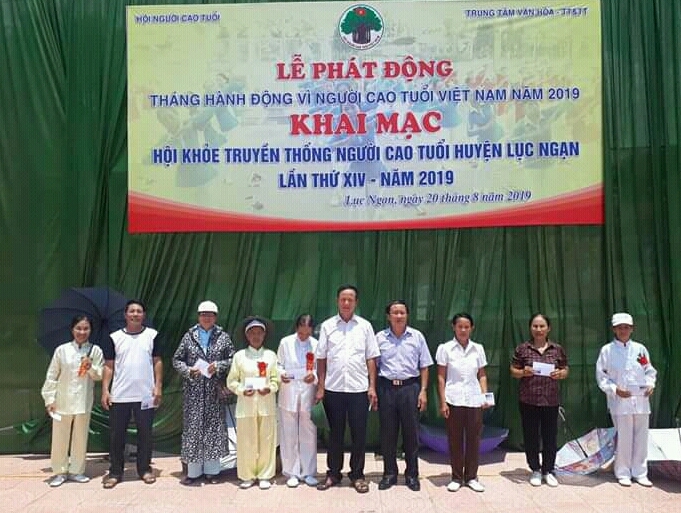 HỘI NGƯỜI CAO TUỔI
TRUNG TÂM VĂN HÓA - TT&TT
LỄ PHÁT ĐỘNG
THÁNG HÀNH ĐỘNG VÌ NGƯỜI CAO TUỔI VIỆT NAM NĂM 2019
KHAI MẠC
HỘI KHỎE TRUYỀN THỐNG NGƯỜI CAO TUỔI HUYỆN LỤC NGẠN
LẦN THỨ XIV - NĂM 2019
Lục Ngạn, ngày 20 tháng 8 năm 2019